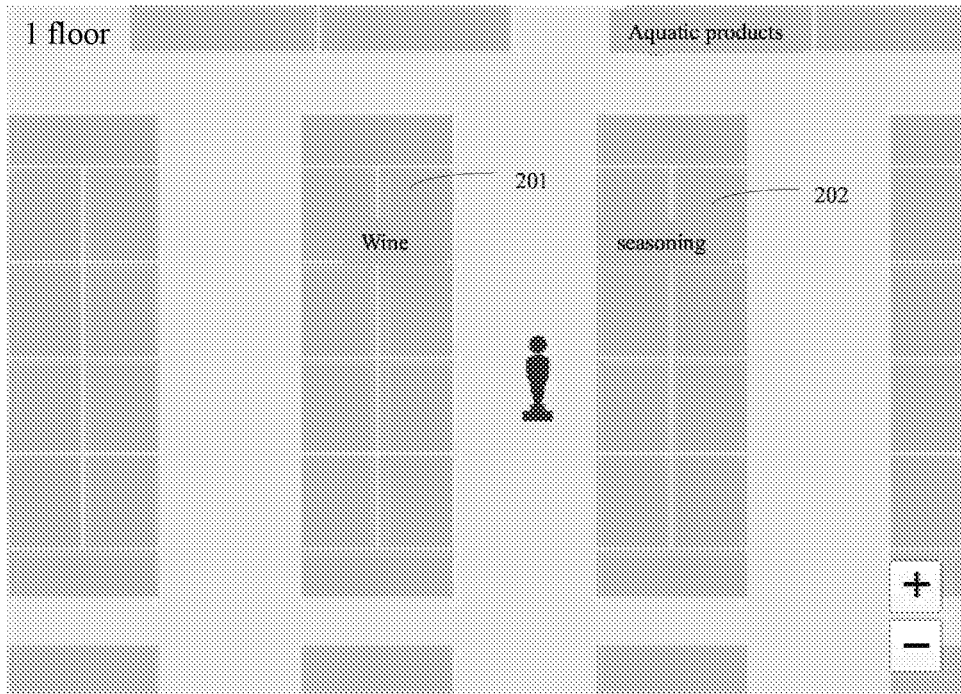 1 floor
Aquatic products
201
202
Wine
seasoning
+
−